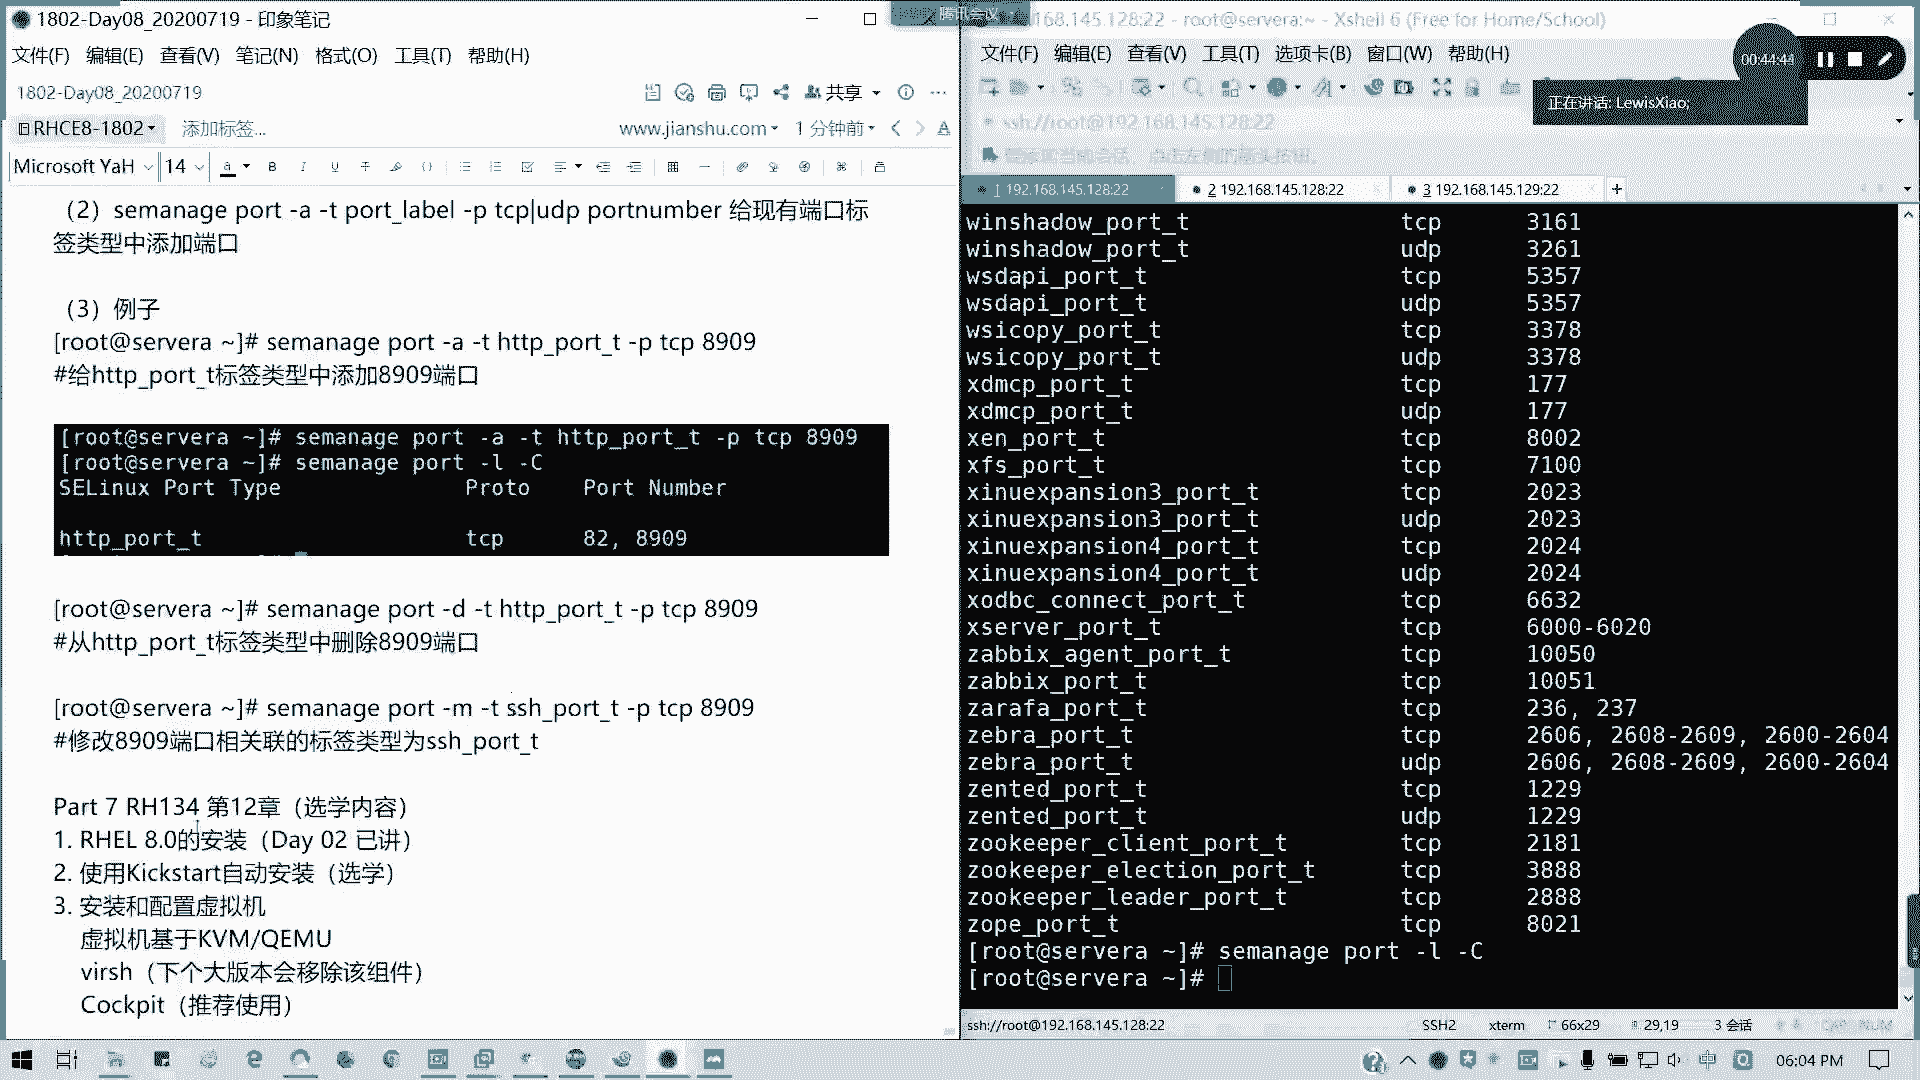 1802-Day08_20200719 - 印象笔记
文件(F) 编辑(E) 查看(V) 笔记(N) 格式(O) 工具(T) 帮助(H)
1802-Day08_20200719
共享
RHCE8-1802
添加标签...
www.jianshu.com
1 分钟前
Microsoft YaH
14
（2）semanage port -a -t port_label -p tcp|udp portnumber 给现有端口标
签类型中添加端口
（3）例子
[root@servera ~]# semanage port -a -t http_port_t -p tcp 8909
#给http_port_t标签类型中添加8909端口
[root@servera ~]# semanage port -a -t http_port_t -p tcp 8909
[root@servera ~]# semanage port -l -C
SELinux Port Type Proto Port Number
http_port_t tcp 82, 8909
[root@servera ~]# semanage port -d -t http_port_t -p tcp 8909
#从http_port_t标签类型中删除8909端口
[root@servera ~]# semanage port -m -t ssh_port_t -p tcp 8909
#修改8909端口相关联的标签类型为ssh_port_t
Part 7 RH134 第12章（选学内容）
1. RHEL 8.0的安装（Day 02 已讲）
2. 使用Kickstart自动安装（选学）
3. 安装和配置虚拟机
虚拟机基于KVM/QEMU
virsh（下个大版本会移除该组件）
Cockpit（推荐使用）
腾讯会议
168.145.128:22 - root@servera:~ - Xshell 6 (Free for Home/School)
文件(F) 编辑(E) 查看(V) 工具(T) 选项卡(B) 窗口(W) 帮助(H)
00:44:44
正在讲话: LewisXiao;
ssh://root@192.168.145.128:22
1 192.168.145.128:22
2 192.168.145.128:22
3 192.168.145.129:22
winshadow_port_t tcp 3161
winshadow_port_t udp 3261
wsdapi_port_t tcp 5357
wsdapi_port_t udp 5357
wsicopy_port_t tcp 3378
wsicopy_port_t udp 3378
xdmcp_port_t tcp 177
xdmcp_port_t udp 177
xen_port_t tcp 8002
xfs_port_t tcp 7100
xinuexpansion3_port_t tcp 2023
xinuexpansion3_port_t udp 2023
xinuexpansion4_port_t tcp 2024
xinuexpansion4_port_t udp 2024
xodbc_connect_port_t tcp 6632
xserver_port_t tcp 6000-6020
zabbix_agent_port_t tcp 10050
zabbix_port_t tcp 10051
zarafa_port_t tcp 236, 237
zebra_port_t tcp 2606, 2608-2609, 2600-2604
zebra_port_t udp 2606, 2608-2609, 2600-2604
zented_port_t tcp 1229
zented_port_t udp 1229
zookeeper_client_port_t tcp 2181
zookeeper_election_port_t tcp 3888
zookeeper_leader_port_t tcp 2888
zope_port_t tcp 8021
[root@servera ~]# semanage port -l -C
[root@servera ~]#
ssh://root@192.168.145.128:22 SSH2 xterm 66x29 29,19 3 会话 CAP NUM
中
06:04 PM